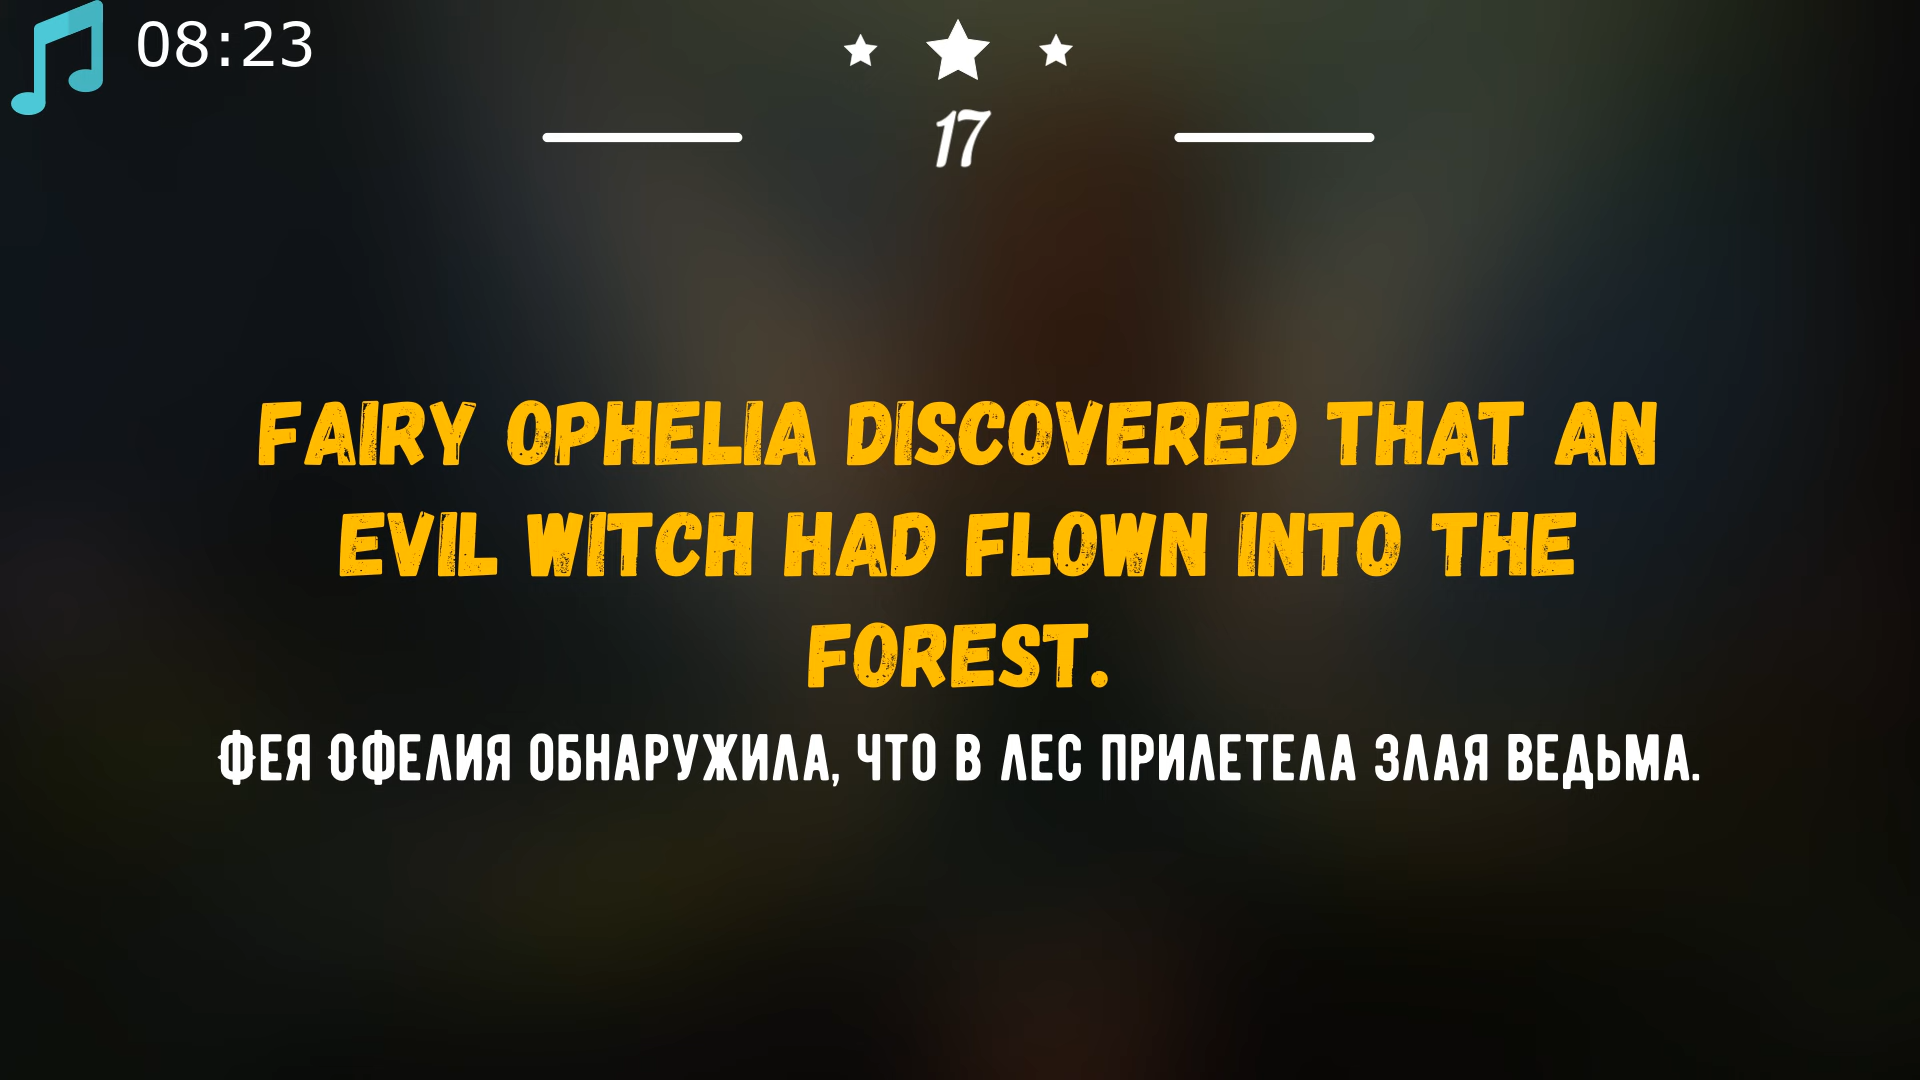 08:23
17
FAIRY OPHELIA DISCOVERED THAT AN
EVIL WITCH HAD FLOWN INTO THE
FOREST.
ФЕЯ ОФЕЛИЯ ОБНАРУЖИЛА, ЧТО В ЛЕС ПРИЛЕТЕЛА ЗЛАЯ ВЕДЬМА.